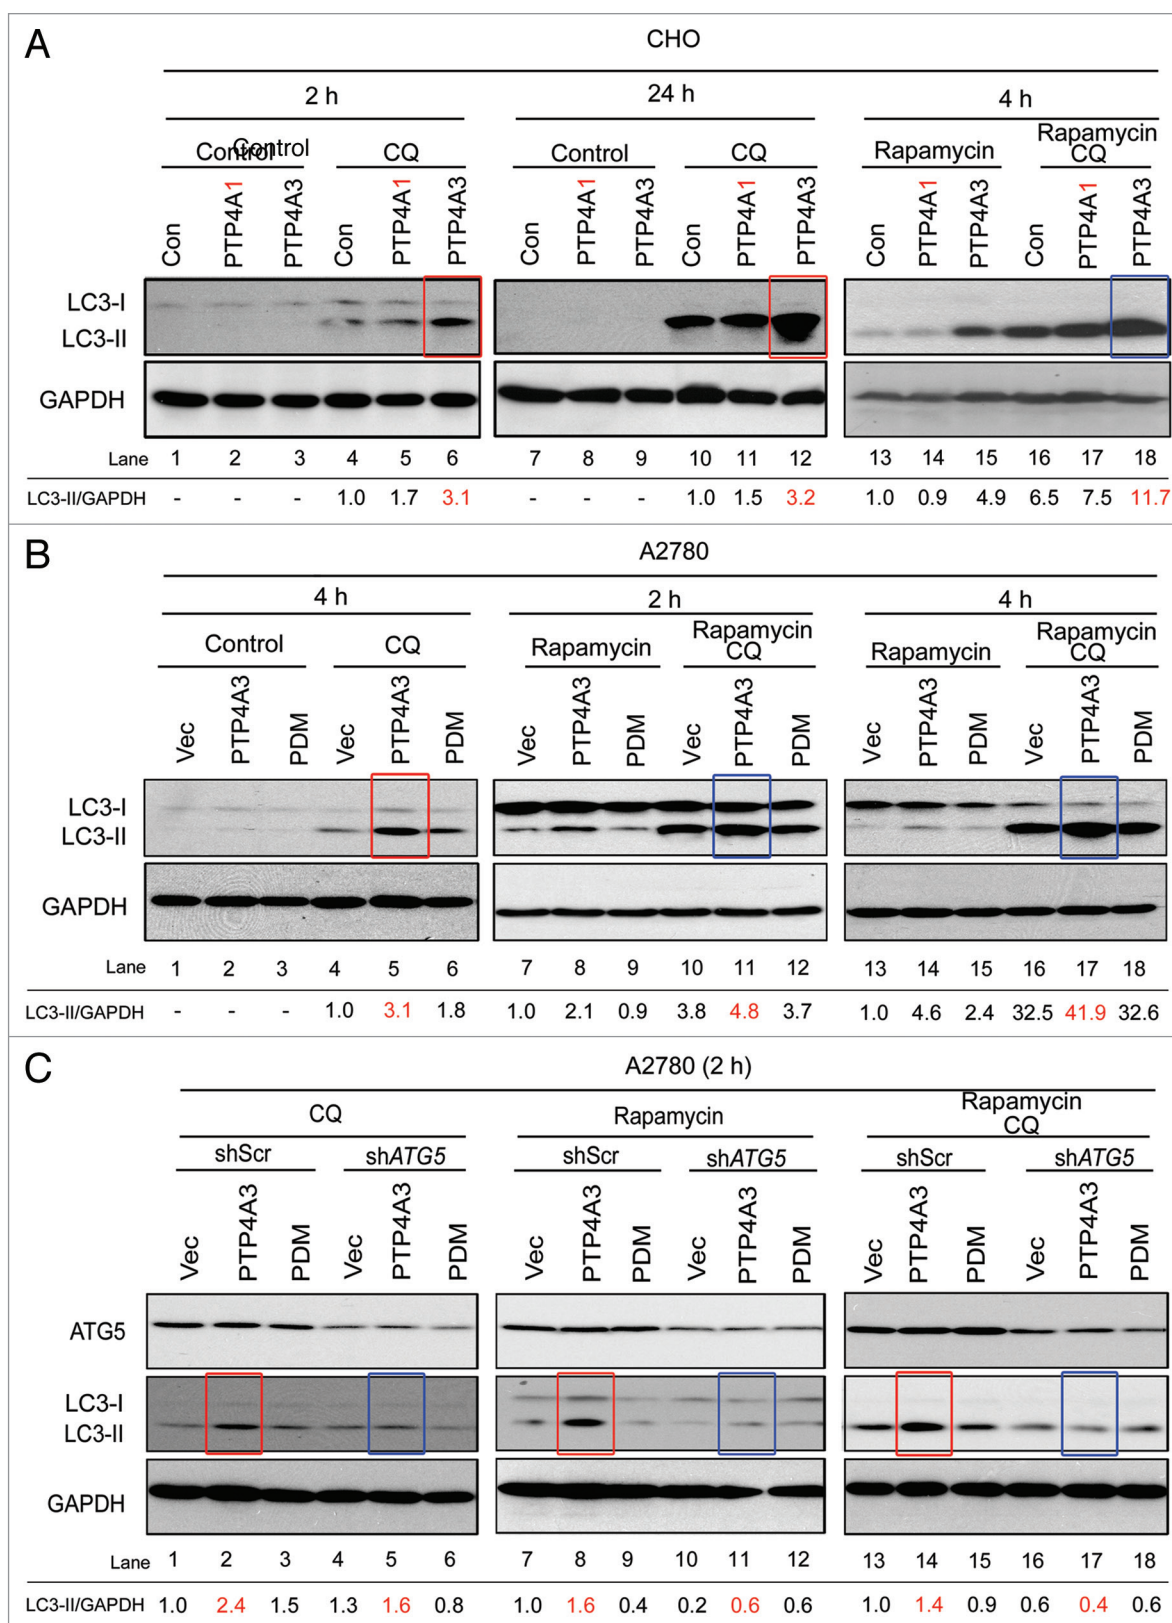 A
CHO
2 h 24 h 4 h
Control Control CQ Control CQ Rapamycin Rapamycin CQ
Con PTP4A1 PTP4A3 Con PTP4A1 PTP4A3 Con PTP4A1 PTP4A3 Con PTP4A1 PTP4A3 Con PTP4A1 PTP4A3 Con PTP4A1 PTP4A3
LC3-I
LC3-II
GAPDH
Lane 1 2 3 4 5 6 7 8 9 10 11 12 13 14 15 16 17 18
LC3-II/GAPDH - - - 1.0 1.7 3.1 - - - 1.0 1.5 3.2 1.0 0.9 4.9 6.5 7.5 11.7
B
A2780
4 h 2 h 4 h
Control CQ Rapamycin Rapamycin CQ Rapamycin Rapamycin CQ
Vec PTP4A3 PDM Vec PTP4A3 PDM Vec PTP4A3 PDM Vec PTP4A3 PDM Vec PTP4A3 PDM Vec PTP4A3 PDM
LC3-I
LC3-II
GAPDH
Lane 1 2 3 4 5 6 7 8 9 10 11 12 13 14 15 16 17 18
LC3-II/GAPDH - - - 1.0 3.1 1.8 1.0 2.1 0.9 3.8 4.8 3.7 1.0 4.6 2.4 32.5 41.9 32.6
C
A2780 (2 h)
CQ Rapamycin Rapamycin CQ
shScr shATG5 shScr shATG5 shScr shATG5
Vec PTP4A3 PDM Vec PTP4A3 PDM Vec PTP4A3 PDM Vec PTP4A3 PDM Vec PTP4A3 PDM Vec PTP4A3 PDM
ATG5
LC3-I
LC3-II
GAPDH
Lane 1 2 3 4 5 6 7 8 9 10 11 12 13 14 15 16 17 18
LC3-II/GAPDH 1.0 2.4 1.5 1.3 1.6 0.8 1.0 1.6 0.4 0.2 0.6 0.6 1.0 1.4 0.9 0.6 0.4 0.6